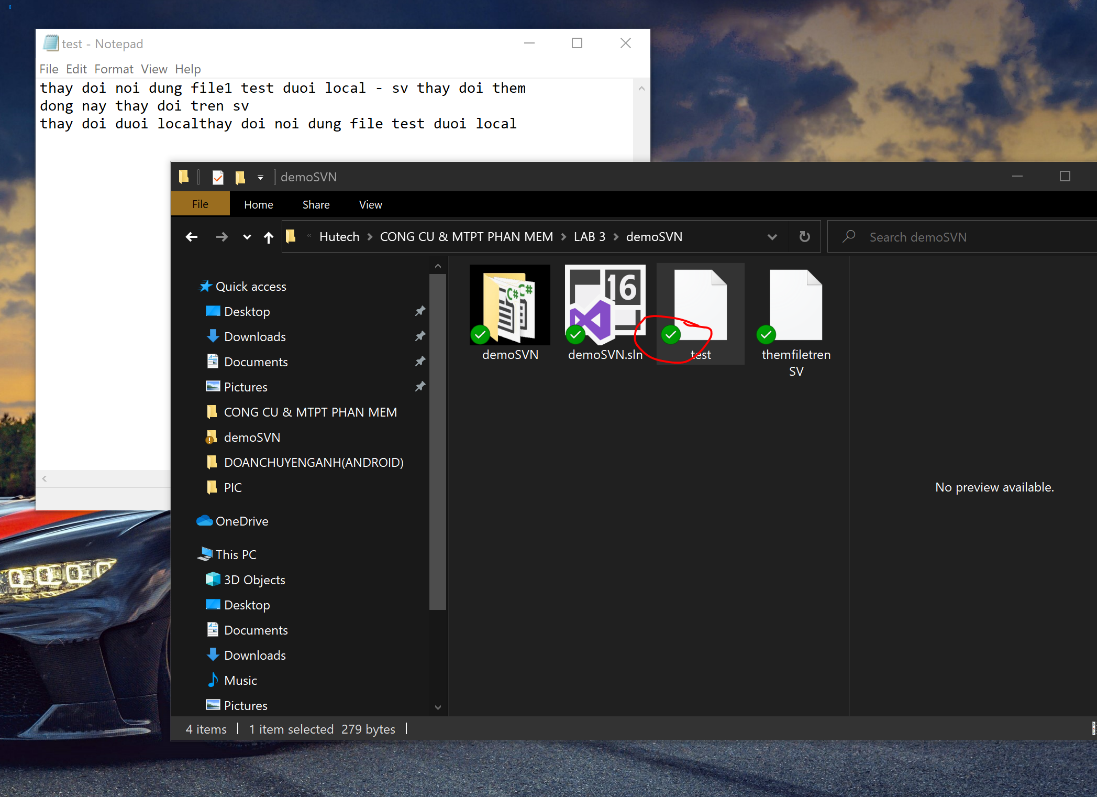 test - Notepad
File Edit Format View Help
thay doi noi dung file1 test duoi local - sv thay doi them
dong nay thay doi tren sv
thay doi duoi localthay doi noi dung file test duoi local
demoSVN
File Home Share View
Hutech CONG CU & MTPT PHAN MEM LAB 3 demoSVN
Search demoSVN
Quick access
Desktop
Downloads
Documents
Pictures
CONG CU & MTPT PHAN MEM
demoSVN
DOANCHUYENGANH(ANDROID)
PIC
OneDrive
This PC
3D Objects
Desktop
Documents
Downloads
Music
Pictures
C# C#
demoSVN
16
demoSVN.sln
test
themfiletren
SV
No preview available.
4 items 1 item selected 279 bytes